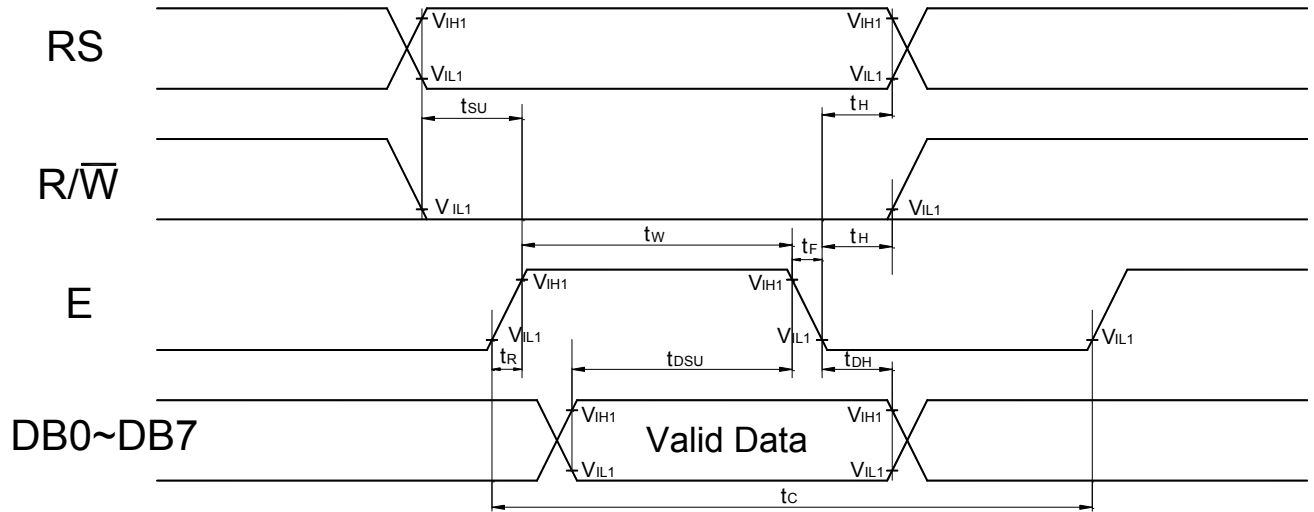 RS
VIH1
VIH1
VIL1
VIL1
tSU
tH
R/W̅
VIL1
VIL1
tW
tF
tH
E
VIH1
VIH1
VIL1
VIL1
VIL1
tR
tDSU
tDH
DB0~DB7
VIH1
Valid Data
VIH1
VIL1
VIL1
tC